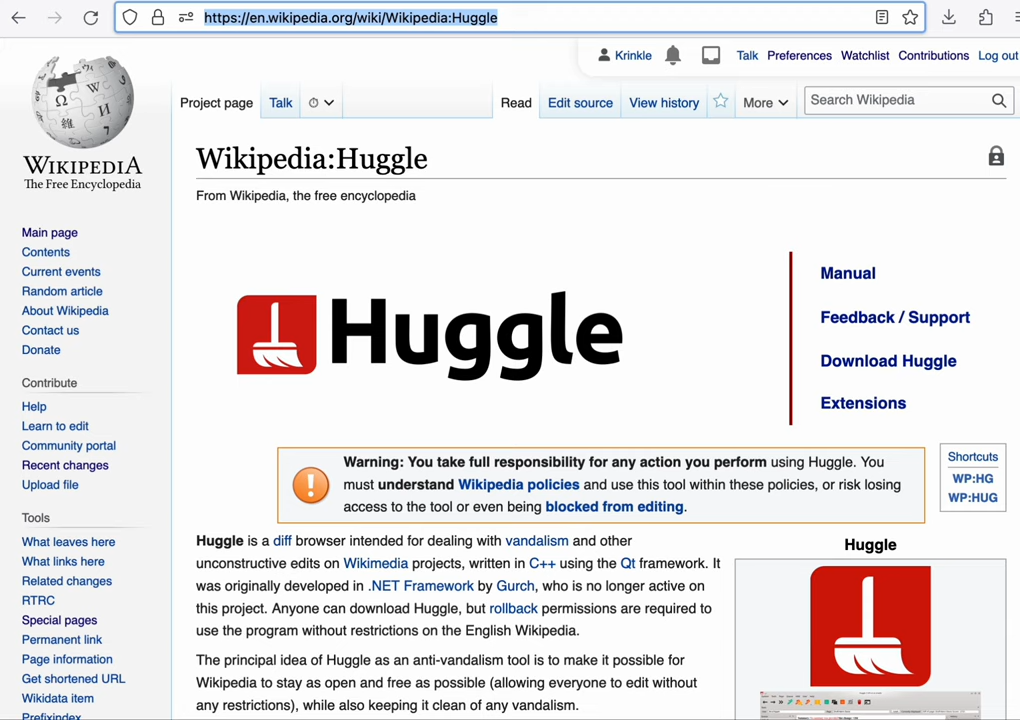 https://en.wikipedia.org/wiki/Wikipedia:Huggle
Krinkle
Talk
Preferences
Watchlist
Contributions
Log out
Project page
Talk
Read
Edit source
View history
More
Search Wikipedia
WIKIPEDIA
The Free Encyclopedia
Main page
Contents
Current events
Random article
About Wikipedia
Contact us
Donate
Contribute
Help
Learn to edit
Community portal
Recent changes
Upload file
Tools
What leaves here
What links here
Related changes
RTRC
Special pages
Permanent link
Page information
Get shortened URL
Wikidata item
Prefixindex
Wikipedia:Huggle
From Wikipedia, the free encyclopedia
Huggle
Manual
Feedback / Support
Download Huggle
Extensions
Warning: You take full responsibility for any action you perform using Huggle. You
must understand Wikipedia policies and use this tool within these policies, or risk losing
access to the tool or even being blocked from editing.
Shortcuts
WP:HG
WP:HUG
Huggle is a diff browser intended for dealing with vandalism and other
unconstructive edits on Wikimedia projects, written in C++ using the Qt framework. It
was originally developed in .NET Framework by Gurch, who is no longer active on
this project. Anyone can download Huggle, but rollback permissions are required to
use the program without restrictions on the English Wikipedia.
The principal idea of Huggle as an anti-vandalism tool is to make it possible for
Wikipedia to stay as open and free as possible (allowing everyone to edit without
any restrictions), while also keeping it clean of any vandalism.
Huggle